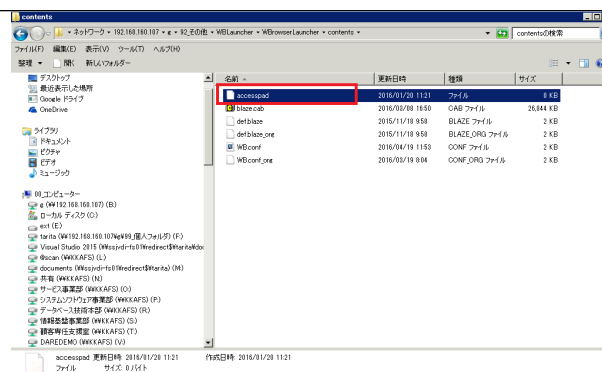 contents
ネットワーク ▾ 192.168.160.107 ▾ g ▾ 92_その他 ▾ WBLauncher ▾ WBrowserLauncher ▾ contents ▾
contentsの検索
ファイル(F) 編集(E) 表示(V) ツール(T) ヘルプ(H)
整理 ▾ 開く 新しいフォルダー
デスクトップ
最近表示した場所
Google ドライブ
OneDrive
ライブラリ
ドキュメント
ピクチャ
ビデオ
ミュージック
00_コンピューター
g (¥¥192.168.160.107) (B:)
ローカル ディスク (C:)
ext (E:)
tarita (¥¥192.168.160.107¥g¥99_個人フォルダ) (F:)
Visual Studio 2015 (¥¥ssjvdi-fs01¥redirect$¥tarita¥doc
@scan (¥¥KKAFS) (L:)
documents (¥¥ssjvdi-fs01¥redirect$¥tarita) (M:)
共有 (¥¥KKAFS) (N:)
サービス事業部 (¥¥KKAFS) (O:)
システムソフトウェア事業部 (¥¥KKAFS) (P:)
データベース技術本部 (¥¥KKAFS) (R:)
情報基盤事業部 (¥¥KKAFS) (S:)
顧客専任支援室 (¥¥KKAFS) (T:)
DAREDEMO (¥¥KKAFS) (V:)
名前 更新日時 種類 サイズ
accesspad 2016/01/20 11:21 ファイル 0 KB
blaze.cab 2016/03/08 16:50 CAB ファイル 26,844 KB
def.blaze 2015/11/18 9:58 BLAZE ファイル 2 KB
def.blaze_org 2015/11/18 9:58 BLAZE_ORG ファイル 2 KB
WB.conf 2016/04/19 11:53 CONF ファイル 2 KB
WB.conf_org 2016/03/19 8:04 CONF_ORG ファイル 2 KB
accesspad 更新日時: 2016/01/20 11:21 作成日時: 2016/01/20 11:21
ファイル サイズ: 0 バイト